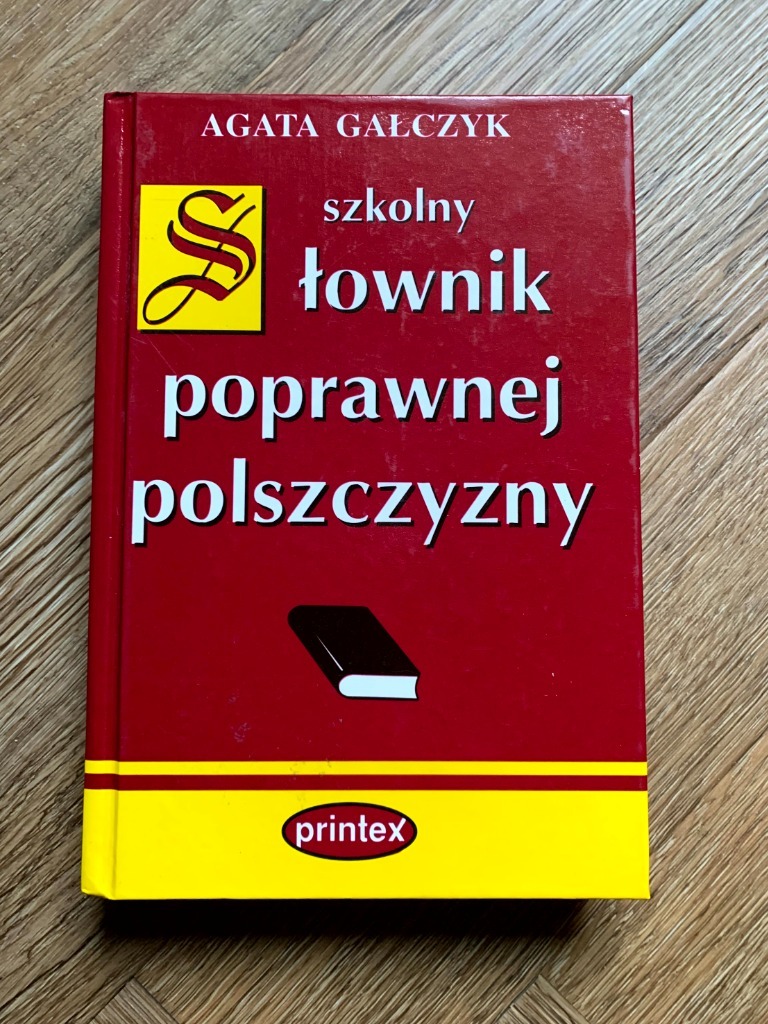 AGATA GAŁCZYK
szkolny
Słownik
poprawnej
polszczyzny
printex